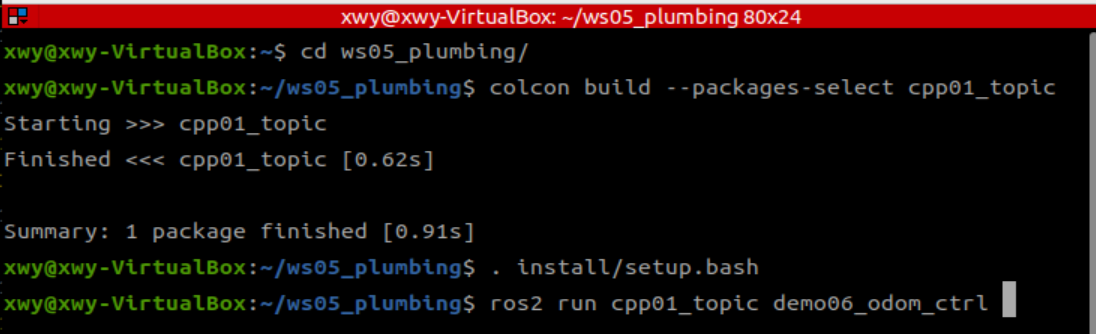 xwy@xwy-VirtualBox: ~/ws05_plumbing 80x24
xwy@xwy-VirtualBox:~$ cd ws05_plumbing/
xwy@xwy-VirtualBox:~/ws05_plumbing$ colcon build --packages-select cpp01_topic
Starting >>> cpp01_topic
Finished <<< cpp01_topic [0.62s]
Summary: 1 package finished [0.91s]
xwy@xwy-VirtualBox:~/ws05_plumbing$ . install/setup.bash
xwy@xwy-VirtualBox:~/ws05_plumbing$ ros2 run cpp01_topic demo06_odom_ctrl